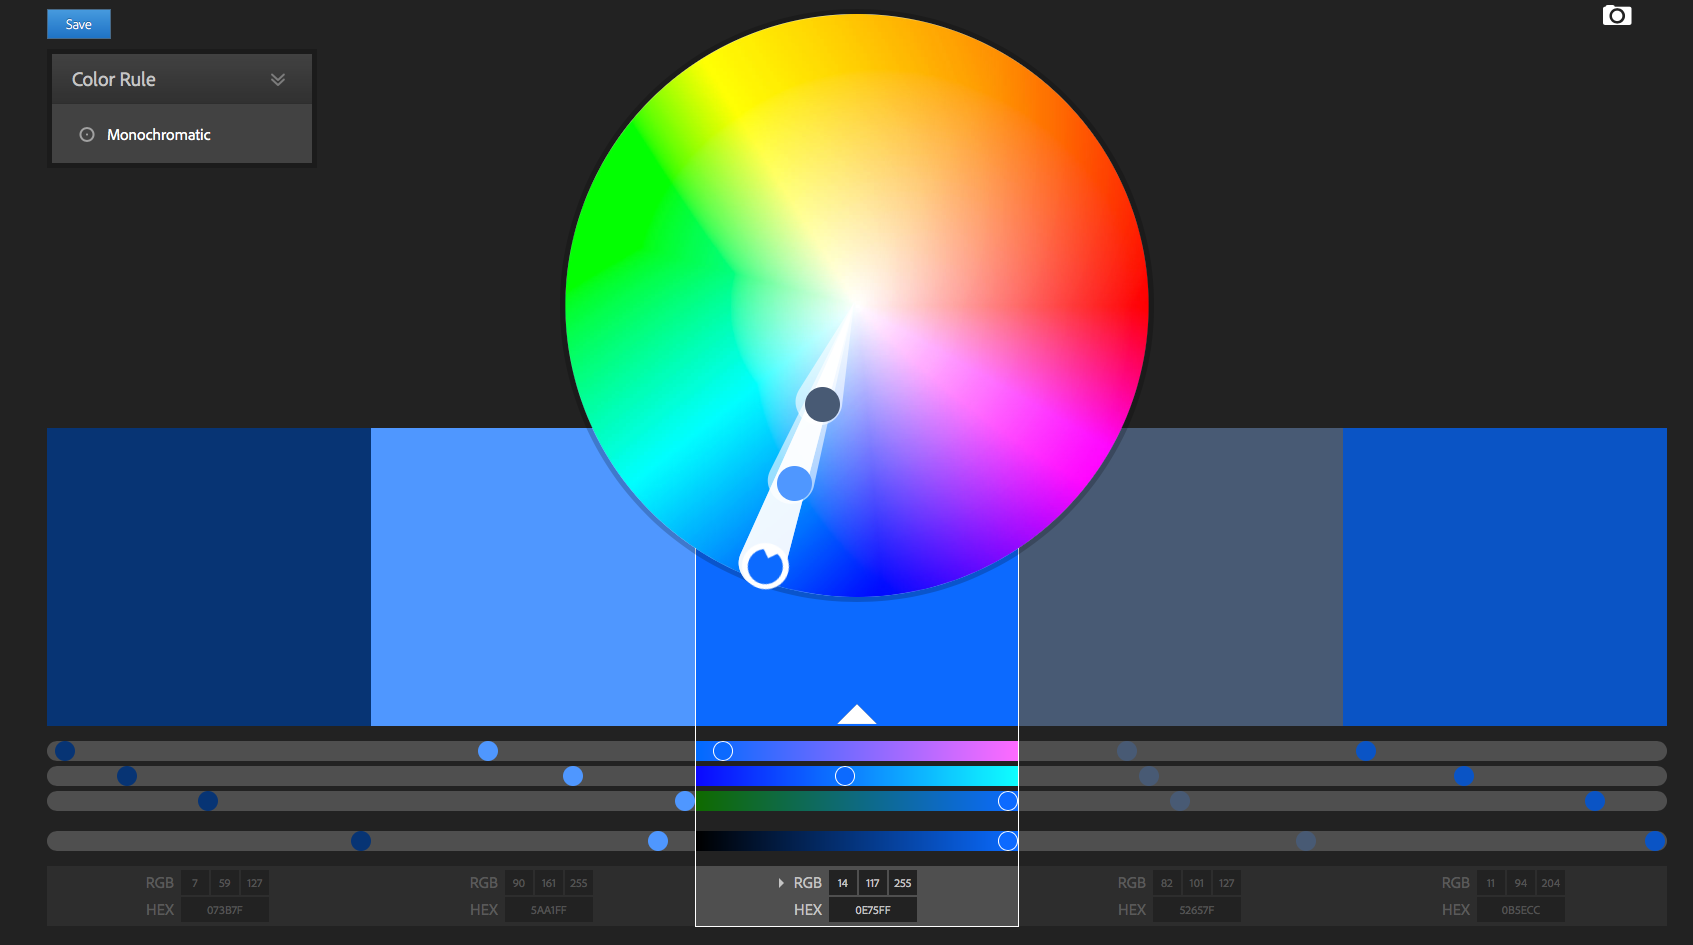 Save
Color Rule
Monochromatic
RGB 7 59 127
HEX 073B7F
RGB 90 161 255
HEX 5AA1FF
RGB 14 117 255
HEX 0E75FF
RGB 82 101 127
HEX 52657F
RGB 11 94 204
HEX 0B5ECC